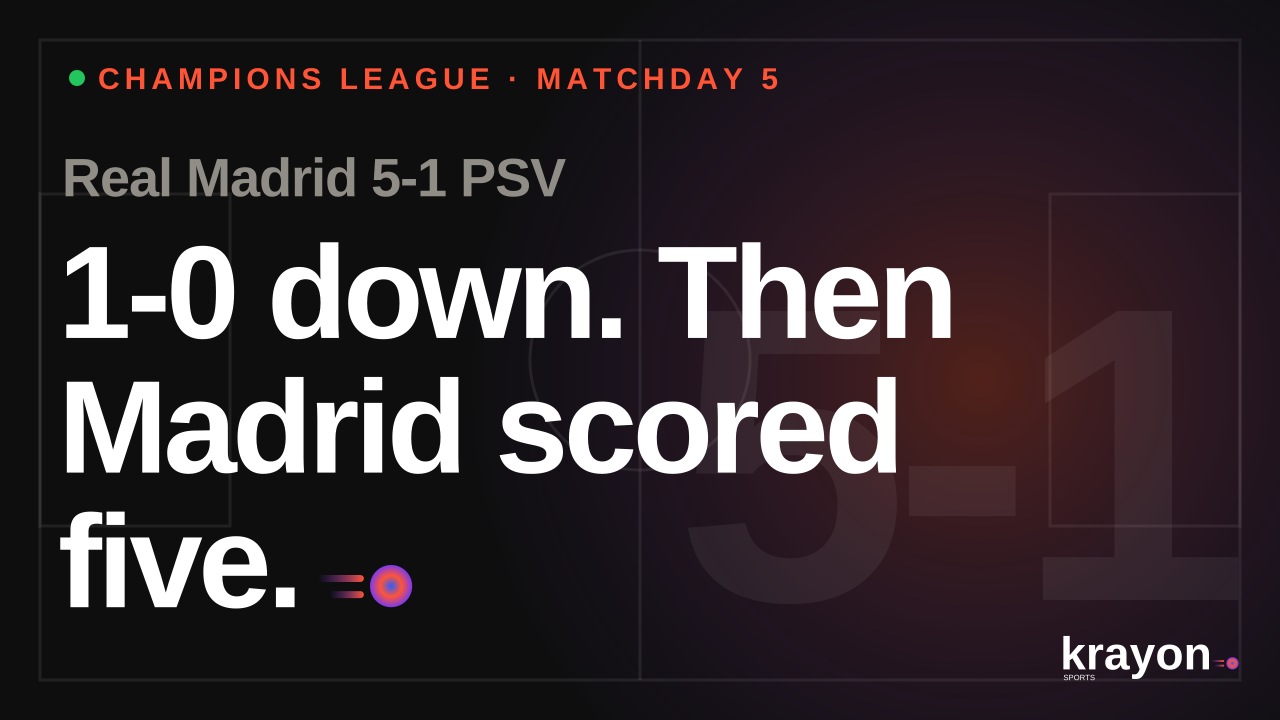 CHAMPIONS LEAGUE · MATCHDAY 5
Real Madrid 5-1 PSV
1-0 down. Then
Madrid scored
five.
5-1
krayon
SPORTS